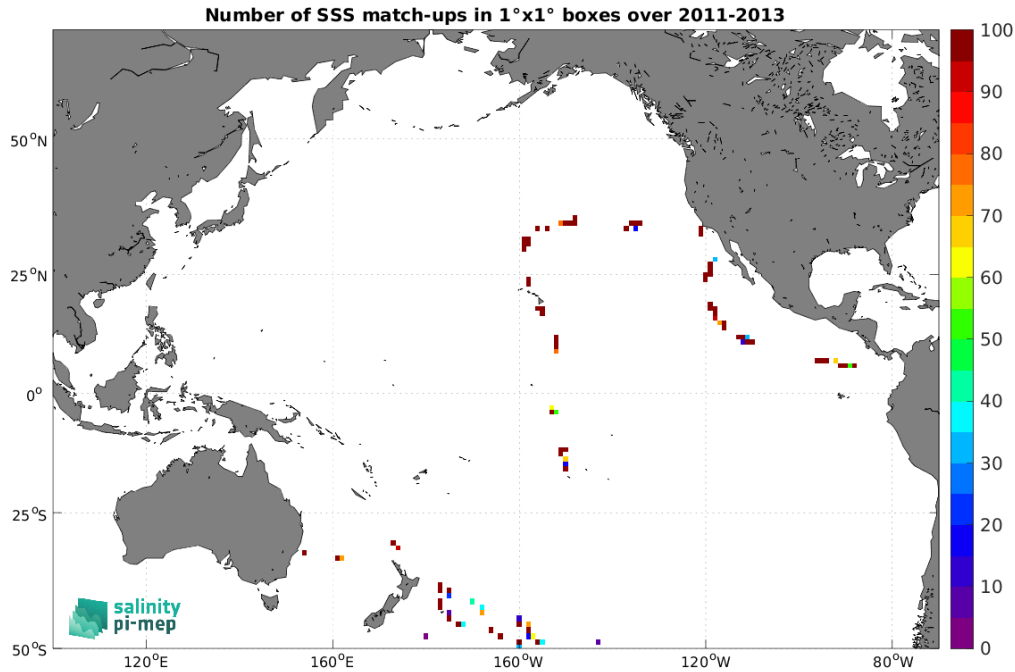 Number of SSS match-ups in 1°x1° boxes over 2011-2013
50°N
25°N
0°
25°S
50°S
120°W
160°E
160°W
120°W
80°W
100
90
80
70
60
50
40
30
20
10
0
salinity
pi-mep